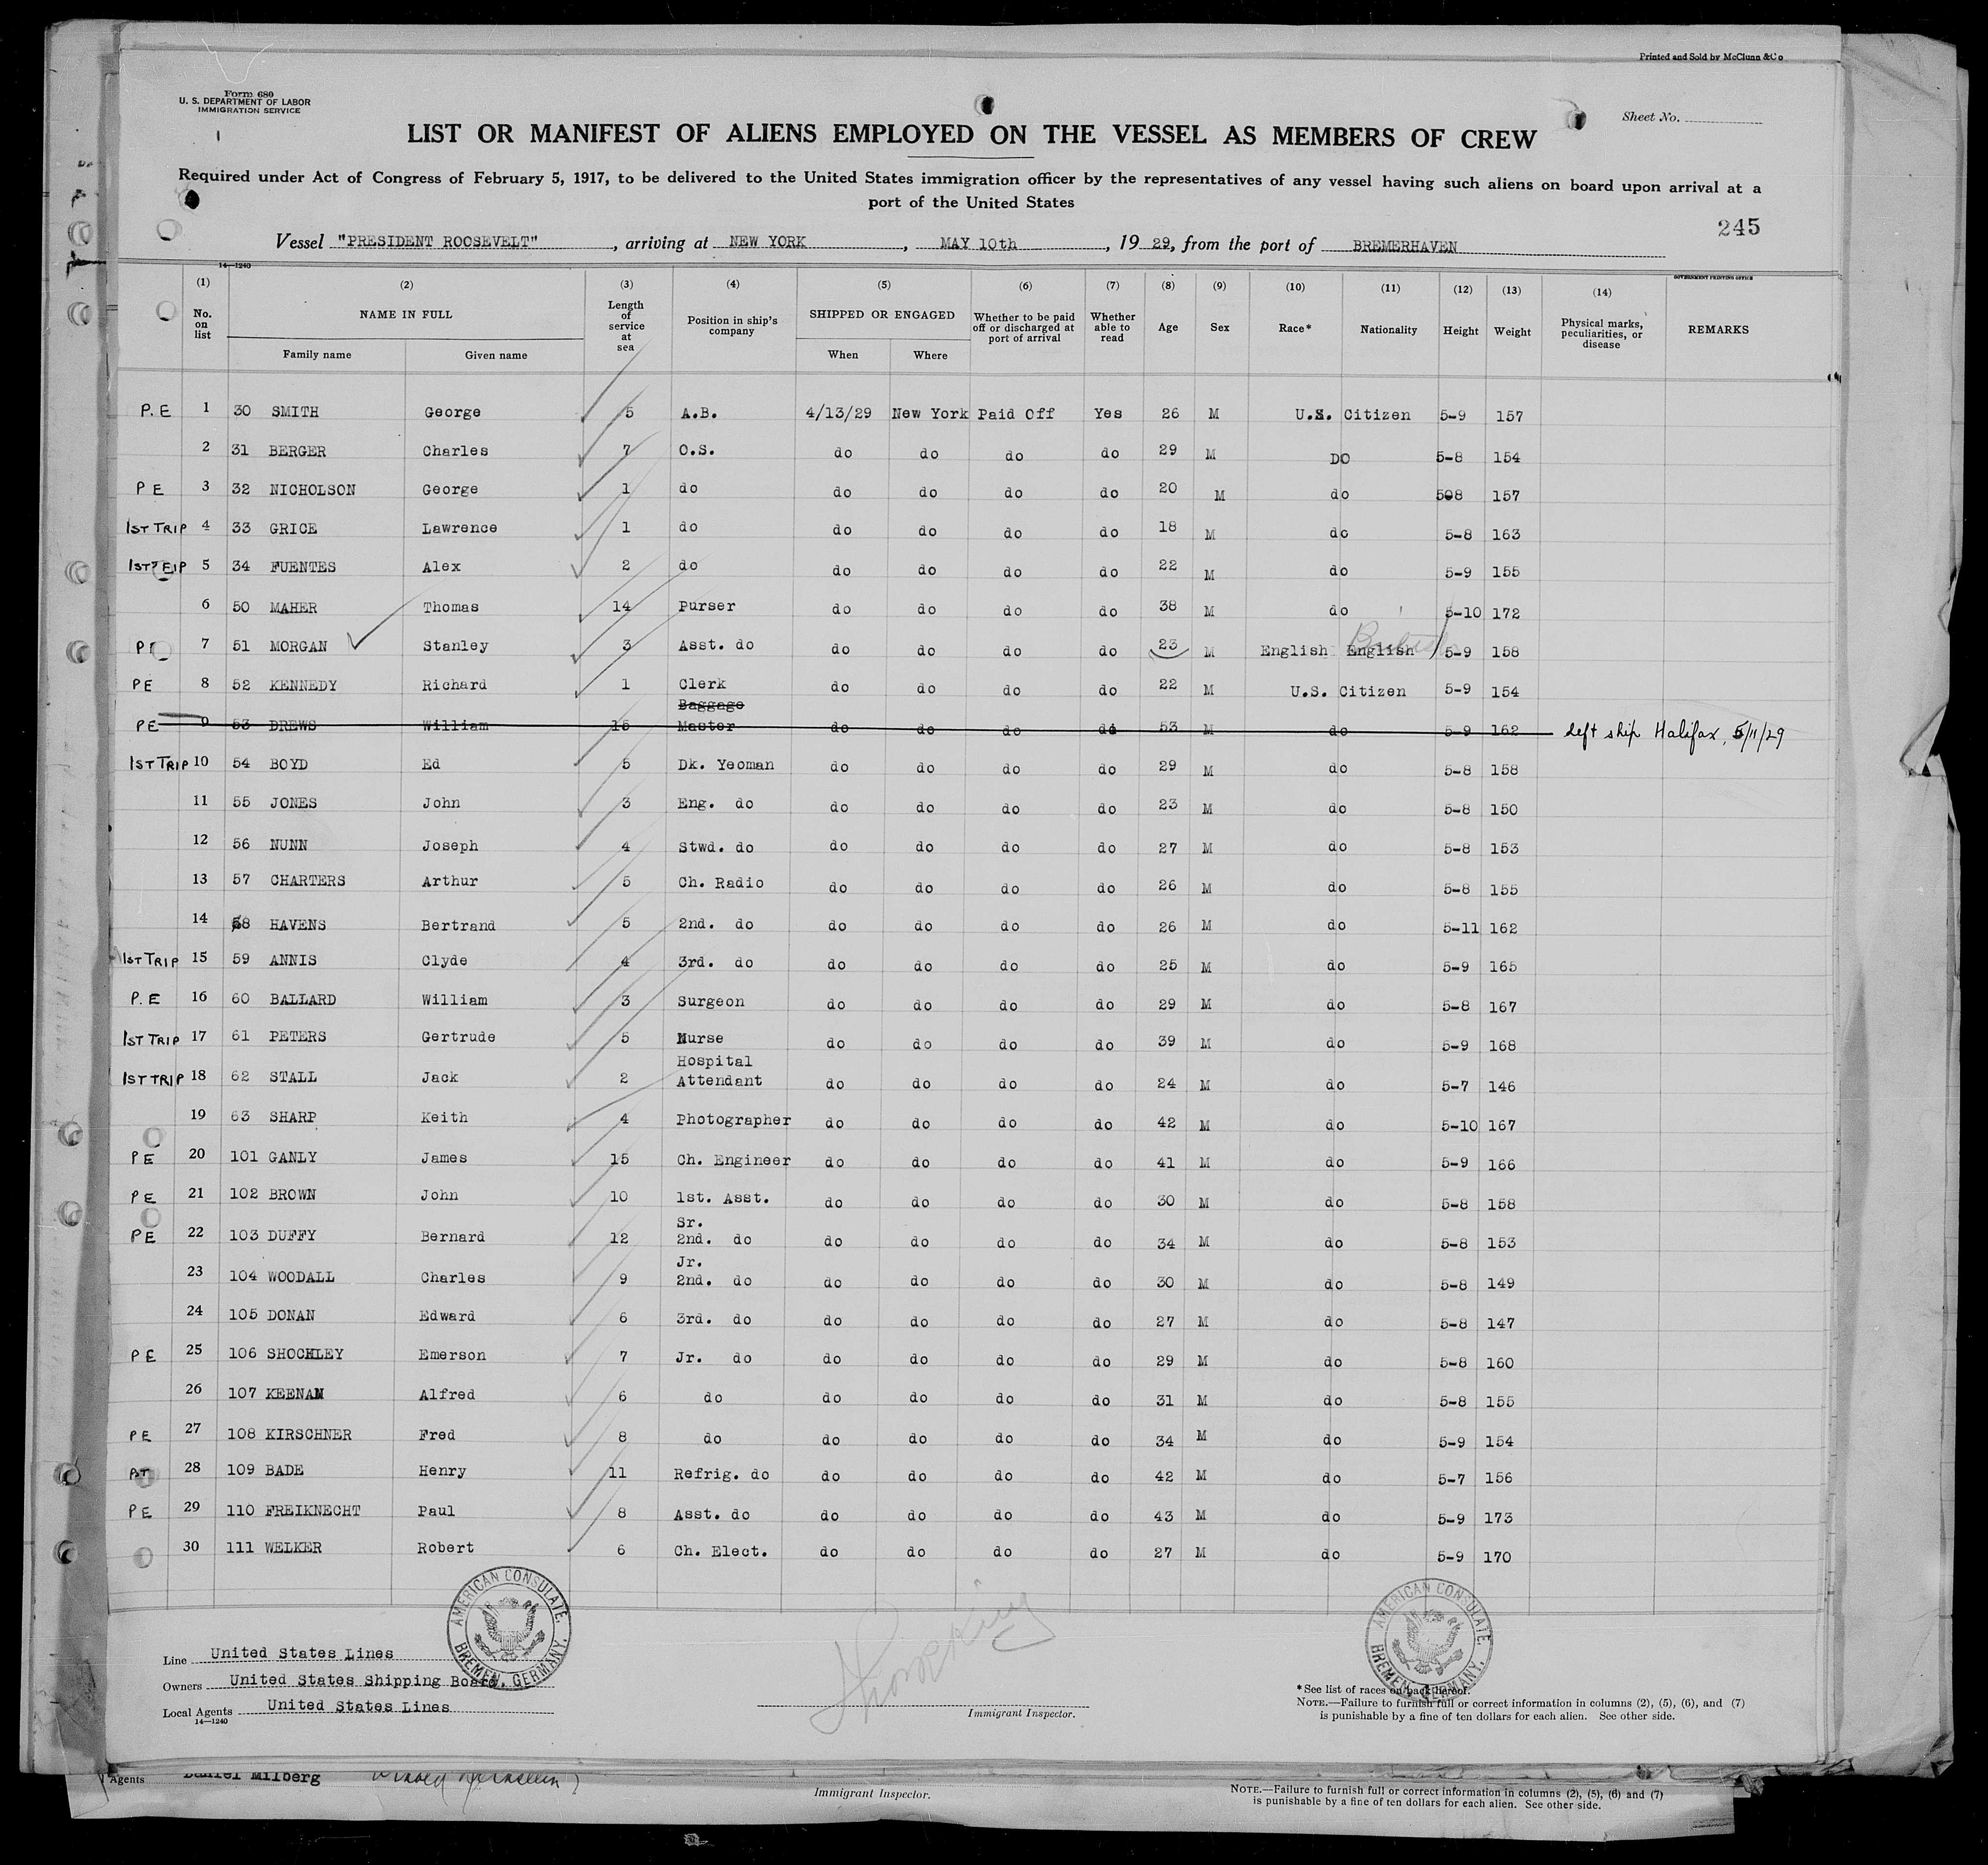 Printed and Sold by McClunn & Co
Form 680
U. S. DEPARTMENT OF LABOR
IMMIGRATION SERVICE
Sheet No.
LIST OR MANIFEST OF ALIENS EMPLOYED ON THE VESSEL AS MEMBERS OF CREW
Required under Act of Congress of February 5, 1917, to be delivered to the United States immigration officer by the representatives of any vessel having such aliens on board upon arrival at a
port of the United States
245
Vessel "PRESIDENT ROOSEVELT", arriving at NEW YORK, MAY 10th, 1929, from the port of BREMERHAVEN
14—1240
GOVERNMENT PRINTING OFFICE
(1) (2) (3) (4) (5) (6) (7) (8) (9) (10) (11) (12) (13) (14)
No. on list NAME IN FULL Family name Given name Length of service at sea Position in ship's company SHIPPED OR ENGAGED When Where Whether to be paid off or discharged at port of arrival Whether able to read Age Sex Race* Nationality Height Weight Physical marks, peculiarities, or disease REMARKS
P.E 1 30 SMITH George 5 A.B. 4/13/29 New York Paid Off Yes 26 M U.S. Citizen 5-9 157
2 31 BERGER Charles 7 O.S. do do do do 29 M DO 5-8 154
P E 3 32 NICHOLSON George 1 do do do do do 20 M do 508 157
1ST TRIP 4 33 GRICE Lawrence 1 do do do do do 18 M do 5-8 163
1ST 5 34 FUENTES Alex 2 do do do do do 22 M do 5-9 155
6 50 MAHER Thomas 14 Purser do do do do 38 M do 5-10 172
7 51 MORGAN Stanley 3 Asst. do do do do do 23 M English English British 5-9 158
PE 8 52 KENNEDY Richard 1 Clerk do do do do 22 M U.S. Citizen 5-9 154
PE 9 53 DREWS William 15 Baggage Master do do do do 53 M do 5-9 162 left ship Halifax, 5/11/29
1ST TRIP 10 54 BOYD Ed 5 Dk. Yeoman do do do do 29 M do 5-8 158
11 55 JONES John 3 Eng. do do do do do 23 M do 5-8 150
12 56 NUNN Joseph 4 Stwd. do do do do do 27 M do 5-8 153
13 57 CHARTERS Arthur 5 Ch. Radio do do do do 26 M do 5-8 155
14 58 HAVENS Bertrand 5 2nd. do do do do do 26 M do 5-11 162
1ST TRIP 15 59 ANNIS Clyde 4 3rd. do do do do do 25 M do 5-9 165
P.E 16 60 BALLARD William 3 Surgeon do do do do 29 M do 5-8 167
1ST TRIP 17 61 PETERS Gertrude 5 Nurse do do do do 39 M do 5-9 168
1ST TRIP 18 62 STALL Jack 2 Hospital Attendant do do do do 24 M do 5-7 146
19 63 SHARP Keith 4 Photographer do do do do 42 M do 5-10 167
PE 20 101 GANLY James 15 Ch. Engineer do do do do 41 M do 5-9 166
PE 21 102 BROWN John 10 1st. Asst. do do do do 30 M do 5-8 158
PE 22 103 DUFFY Bernard 12 Sr. 2nd. do do do do do 34 M do 5-8 153
23 104 WOODALL Charles 9 Jr. 2nd. do do do do do 30 M do 5-8 149
24 105 DONAN Edward 6 3rd. do do do do do 27 M do 5-8 147
PE 25 106 SHOCKLEY Emerson 7 Jr. do do do do do 29 M do 5-8 160
26 107 KEENAN Alfred 6 do do do do do 31 M do 5-8 155
PE 27 108 KIRSCHNER Fred 8 do do do do do 34 M do 5-9 154
28 109 BADE Henry 11 Refrig. do do do do do 42 M do 5-7 156
PE 29 110 FREIKNECHT Paul 8 Asst. do do do do do 43 M do 5-9 173
30 111 WELKER Robert 6 Ch. Elect. do do do do 27 M do 5-9 170
AMERICAN CONSULATE. BREMEN, GERMANY.
AMERICAN CONSULATE. BREMEN, GERMANY.
Line United States Lines
Owners United States Shipping Board.
Local Agents United States Lines
14—1240
Immigrant Inspector.
*See list of races on back hereof.
NOTE.—Failure to furnish full or correct information in columns (2), (5), (6), and (7)
is punishable by a fine of ten dollars for each alien. See other side.
Agents Daniel Milberg
Immigrant Inspector.
NOTE.—Failure to furnish full or correct information in columns (2), (5), (6) and (7)
is punishable by a fine of ten dollars for each alien. See other side.